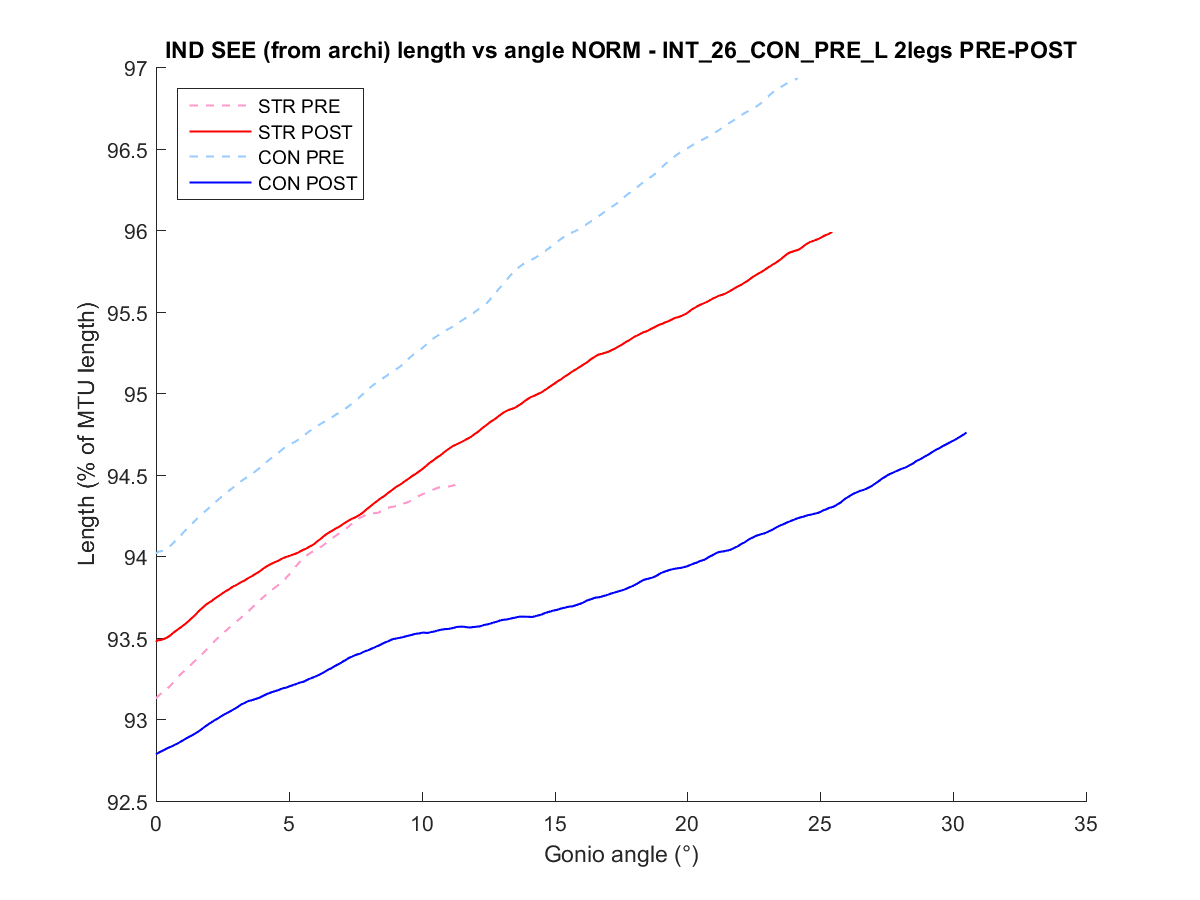 IND SEE (from archi) length vs angle NORM - INT_26_CON_PRE_L 2legs PRE-POST
97
96.5
96
95.5
95
94.5
94
93.5
93
92.5
Length (% of MTU length)
STR PRE
STR POST
CON PRE
CON POST
0 5 10 15 20 25 30 35
Gonio angle (°)